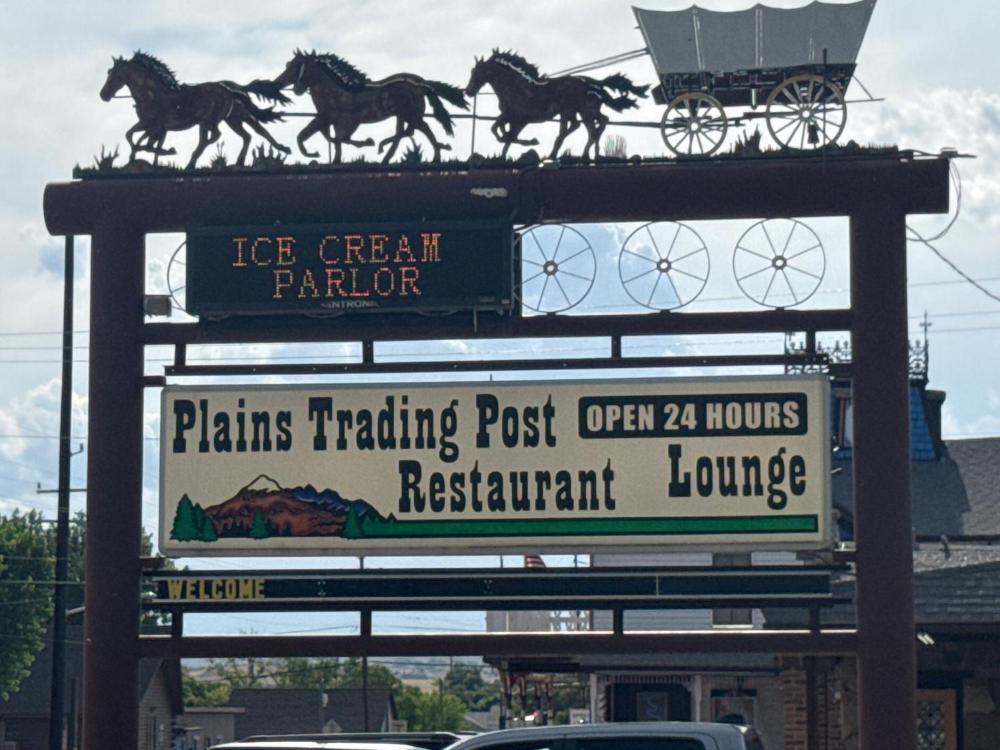 ICE CREAM
PARLOR
Plains Trading Post OPEN 24 HOURS
Restaurant Lounge
WELCOME